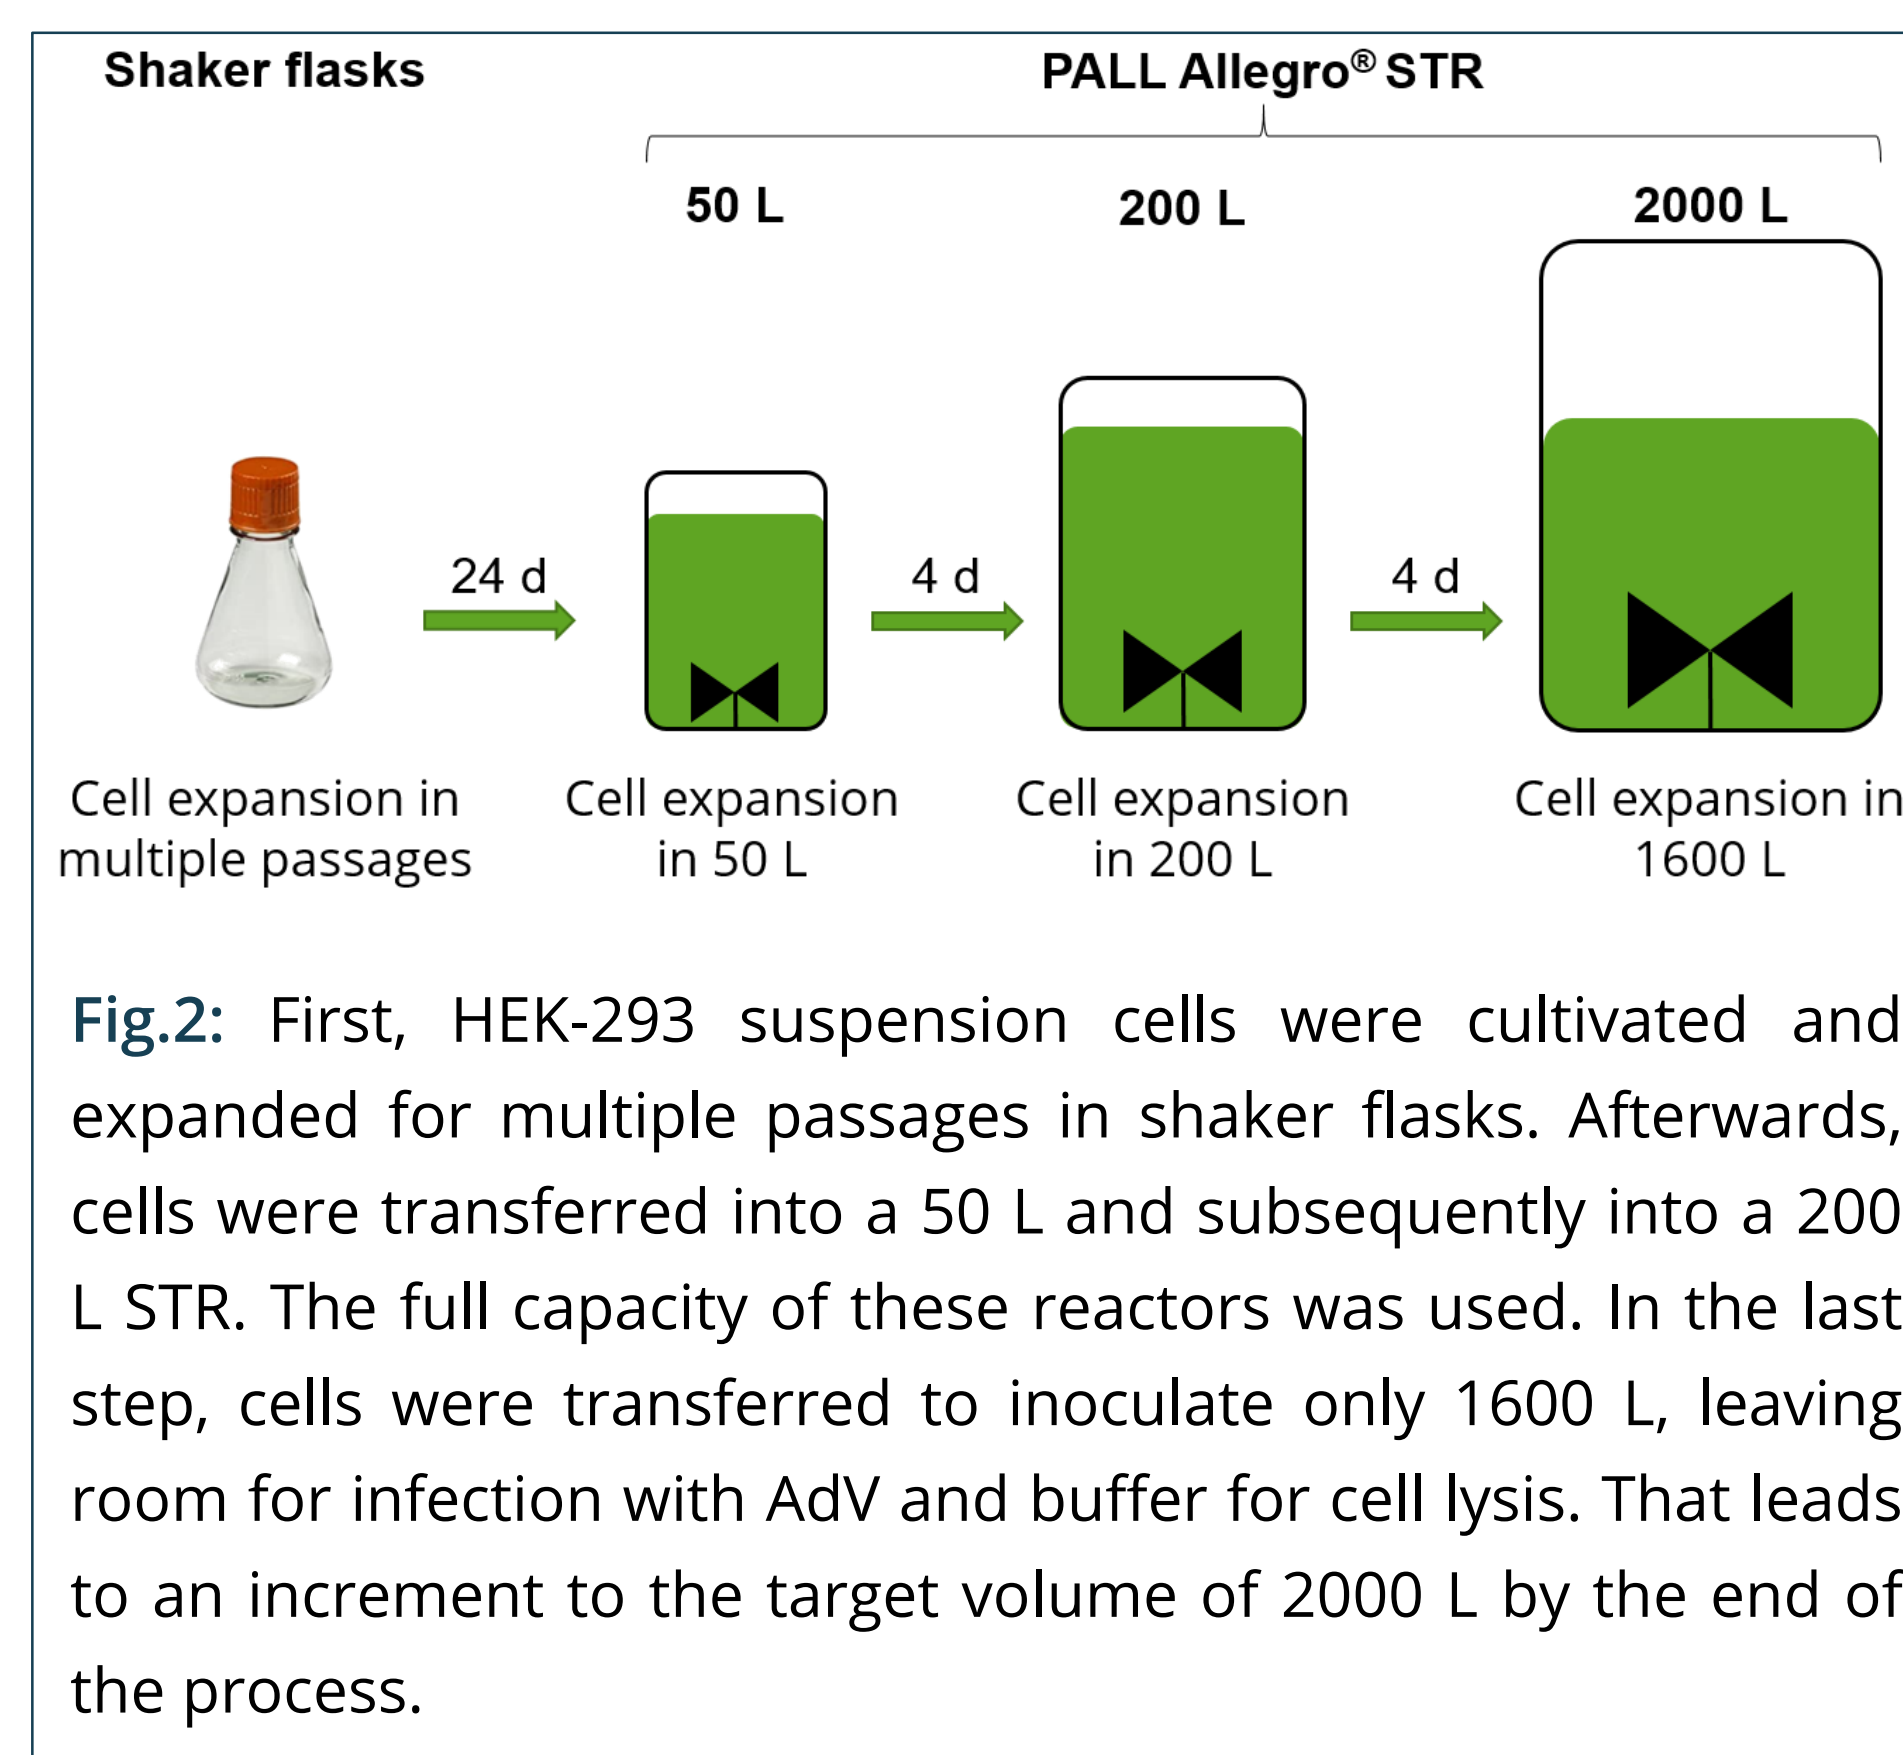 Shaker flasks
PALL Allegro® STR
50 L
200 L
2000 L
24 d
4 d
4 d
Cell expansion in
multiple passages
Cell expansion
in 50 L
Cell expansion
in 200 L
Cell expansion in
1600 L
Fig.2: First, HEK-293 suspension cells were cultivated and
expanded for multiple passages in shaker flasks. Afterwards,
cells were transferred into a 50 L and subsequently into a 200
L STR. The full capacity of these reactors was used. In the last
step, cells were transferred to inoculate only 1600 L, leaving
room for infection with AdV and buffer for cell lysis. That leads
to an increment to the target volume of 2000 L by the end of
the process.